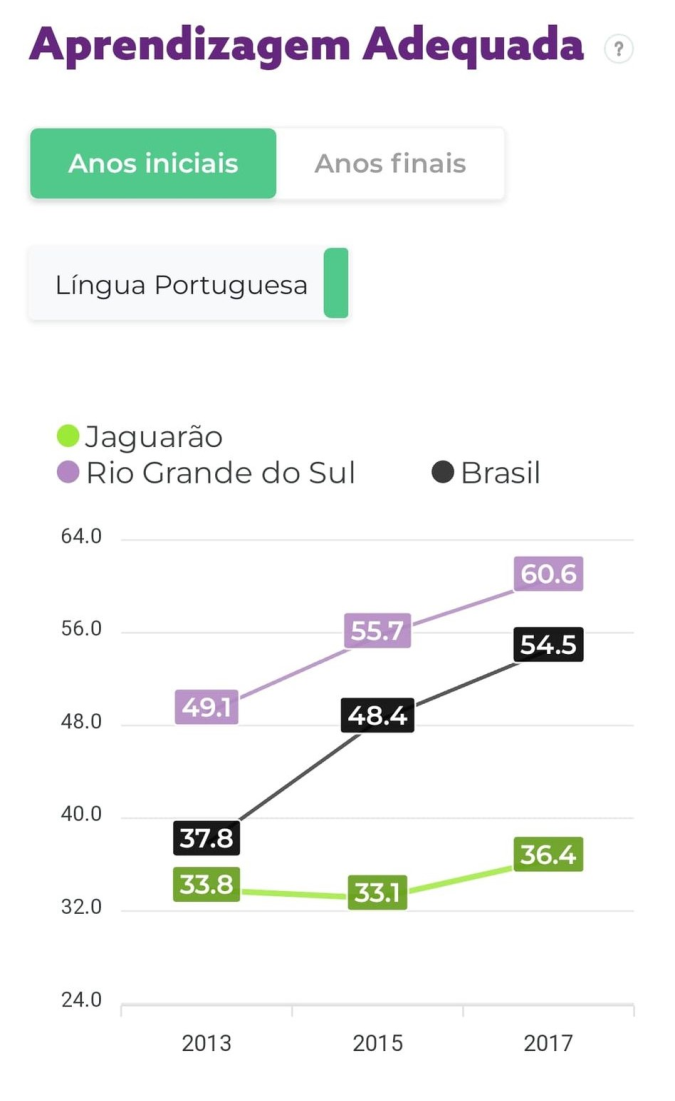 Aprendizagem Adequada ?
Anos iniciais Anos finais
Língua Portuguesa
Jaguarão
Rio Grande do Sul Brasil
64.0
60.6
56.0
55.7
54.5
49.1
48.4
48.0
40.0
37.8
36.4
33.8
33.1
32.0
24.0
2013 2015 2017